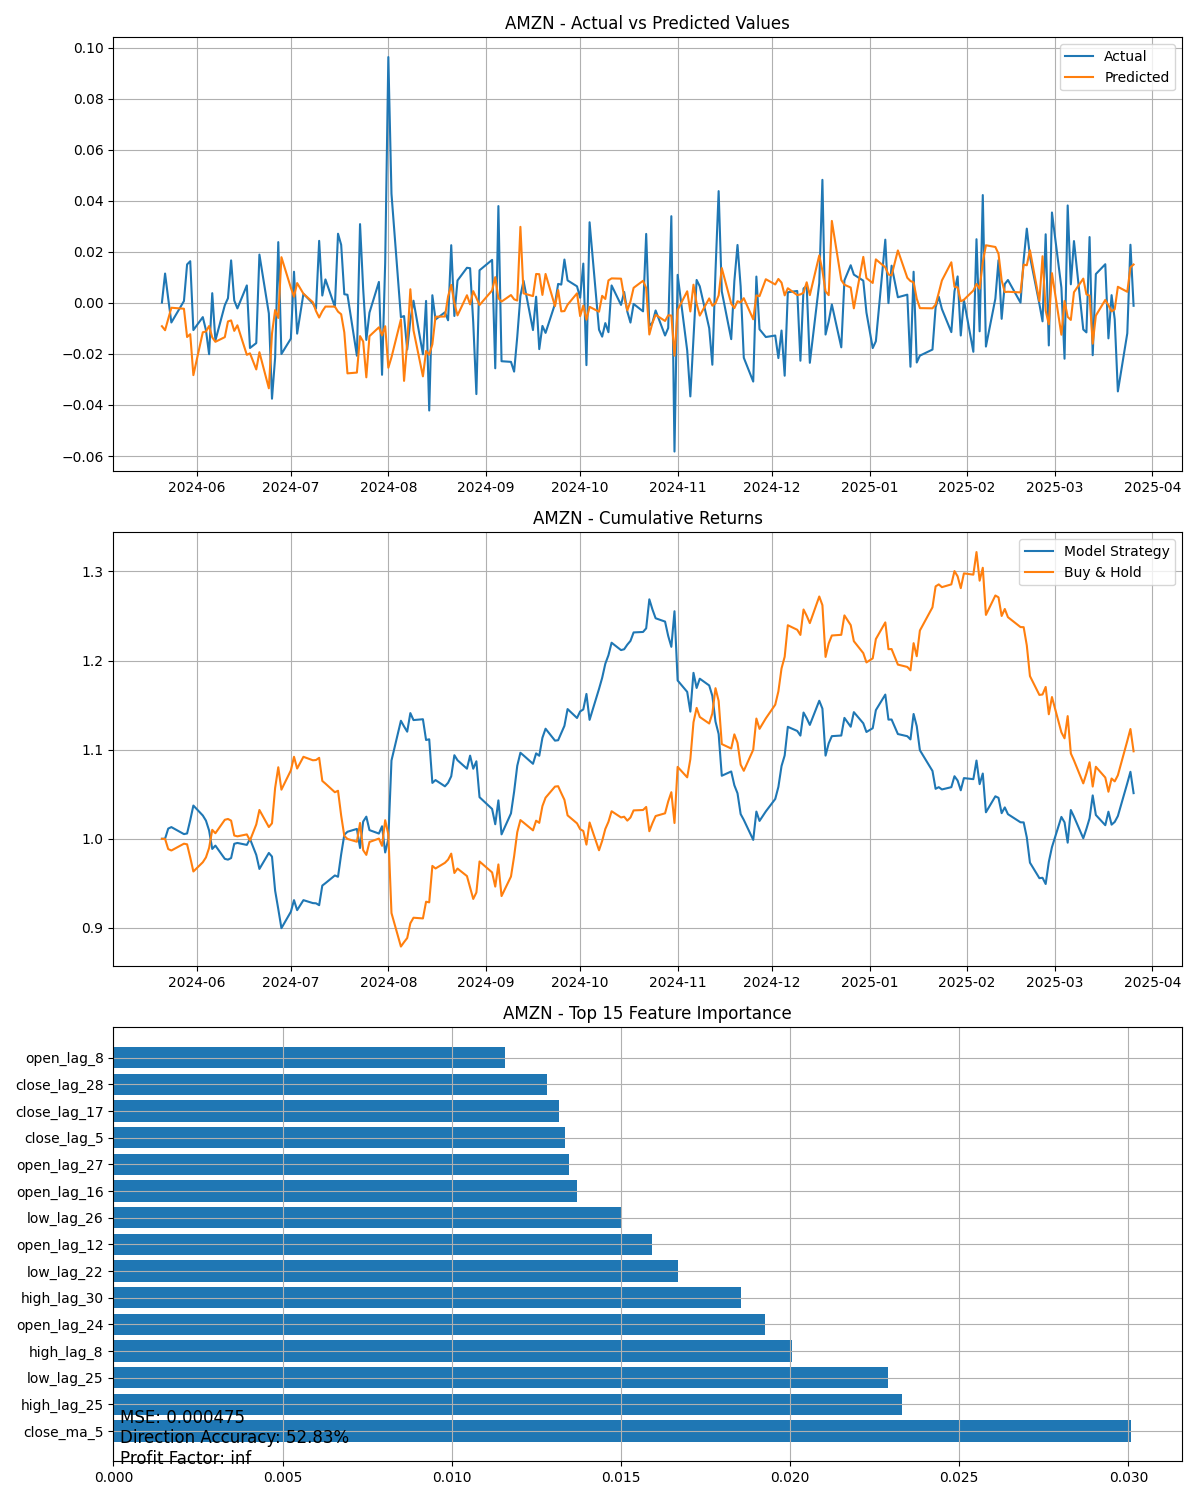 AMZN - Actual vs Predicted Values
Actual
Predicted
0.10
0.08
0.06
0.04
0.02
0.00
−0.02
−0.04
−0.06
2024-06 2024-07 2024-08 2024-09 2024-10 2024-11 2024-12 2025-01 2025-02 2025-03 2025-04
AMZN - Cumulative Returns
Model Strategy
Buy & Hold
1.3
1.2
1.1
1.0
0.9
2024-06 2024-07 2024-08 2024-09 2024-10 2024-11 2024-12 2025-01 2025-02 2025-03 2025-04
AMZN - Top 15 Feature Importance
open_lag_8
close_lag_28
close_lag_17
close_lag_5
open_lag_27
open_lag_16
low_lag_26
open_lag_12
low_lag_22
high_lag_30
open_lag_24
high_lag_8
low_lag_25
high_lag_25
close_ma_5
MSE: 0.000475
Direction Accuracy: 52.83%
Profit Factor: inf
0.000 0.005 0.010 0.015 0.020 0.025 0.030